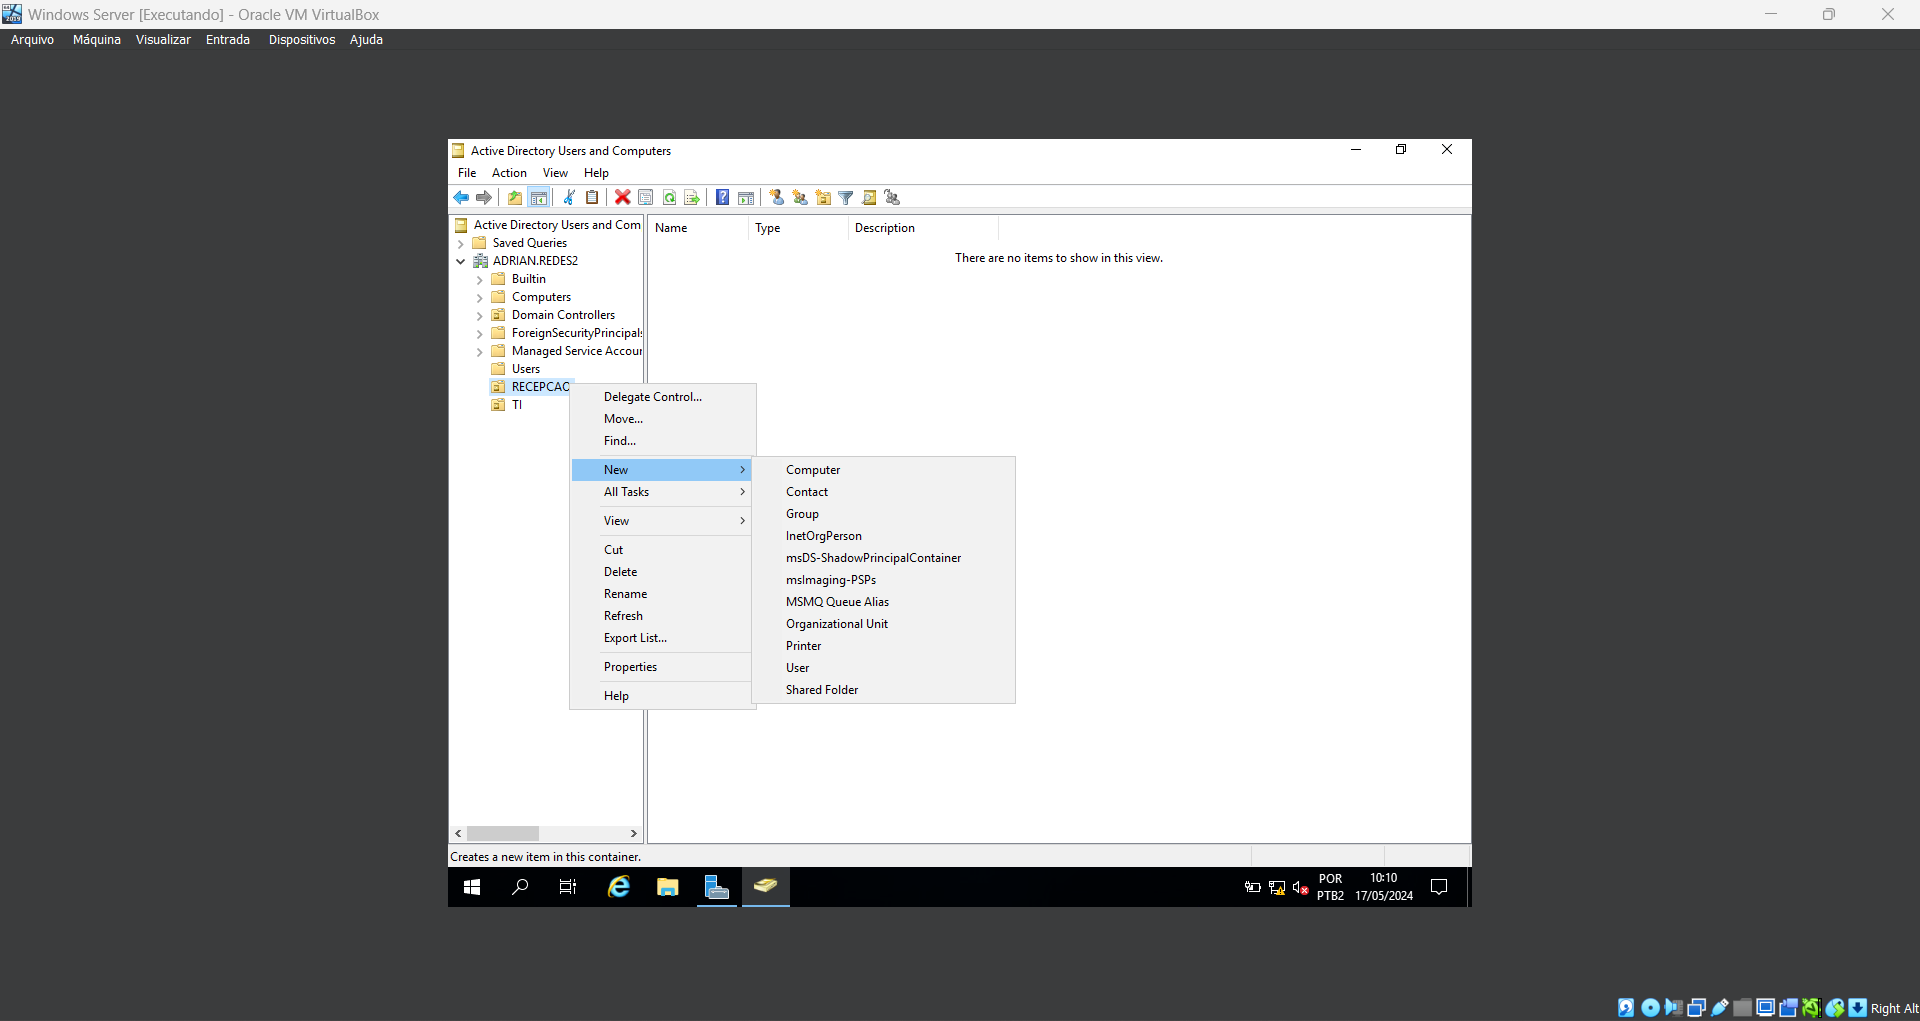 Windows Server [Executando] - Oracle VM VirtualBox
Arquivo Máquina Visualizar Entrada Dispositivos Ajuda
Active Directory Users and Computers
File Action View Help
Active Directory Users and Com
Saved Queries
ADRIAN.REDES2
Builtin
Computers
Domain Controllers
ForeignSecurityPrincipals
Managed Service Accour
Users
RECEPCAO
TI
Name Type Description
There are no items to show in this view.
Delegate Control...
Move...
Find...
New
All Tasks
View
Cut
Delete
Rename
Refresh
Export List...
Properties
Help
Computer
Contact
Group
InetOrgPerson
msDS-ShadowPrincipalContainer
msImaging-PSPs
MSMQ Queue Alias
Organizational Unit
Printer
User
Shared Folder
Creates a new item in this container.
POR 10:10
PTB2 17/05/2024
Right Alt